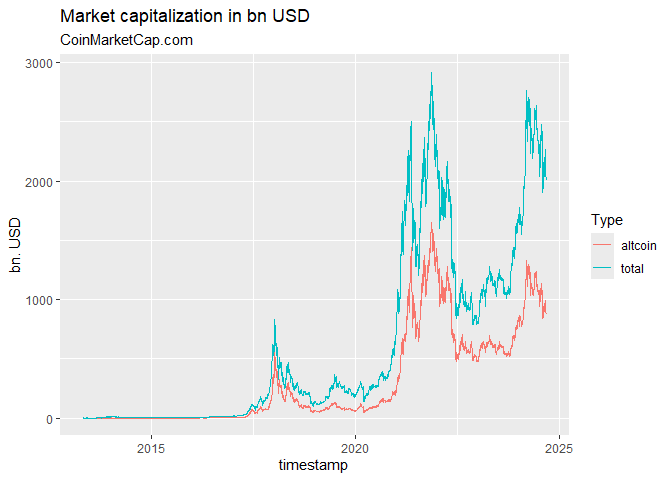 Market capitalization in bn USD
CoinMarketCap.com
3000
2000
1000
0
bn. USD
2015
2020
2025
timestamp
Type
altcoin
total